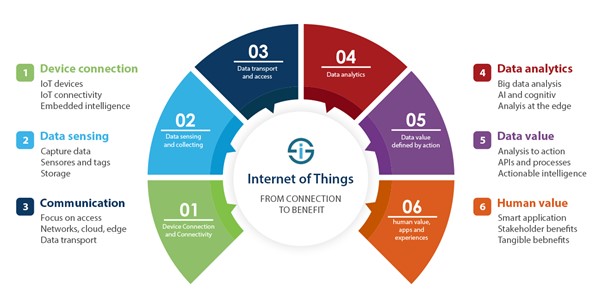 1 Device connection
IoT devices
IoT connectivity
Embedded intelligence
2 Data sensing
Capture data
Sensores and tags
Storage
3 Communication
Focus on access
Networks, cloud, edge
Data transport
01
Device Connection
and Connectivity
02
Data sensing
and collecting
03
Data transport
and access
04
Data analytics
05
Data value
defined by action
06
human value,
apps and
experiences
Internet of Things
FROM CONNECTION
TO BENEFIT
4 Data analytics
Big data analysis
AI and cognitiv
Analysis at the edge
5 Data value
Analysis to action
APIs and processes
Actionable intelligence
6 Human value
Smart application
Stakeholder benefits
Tangible bebnefits